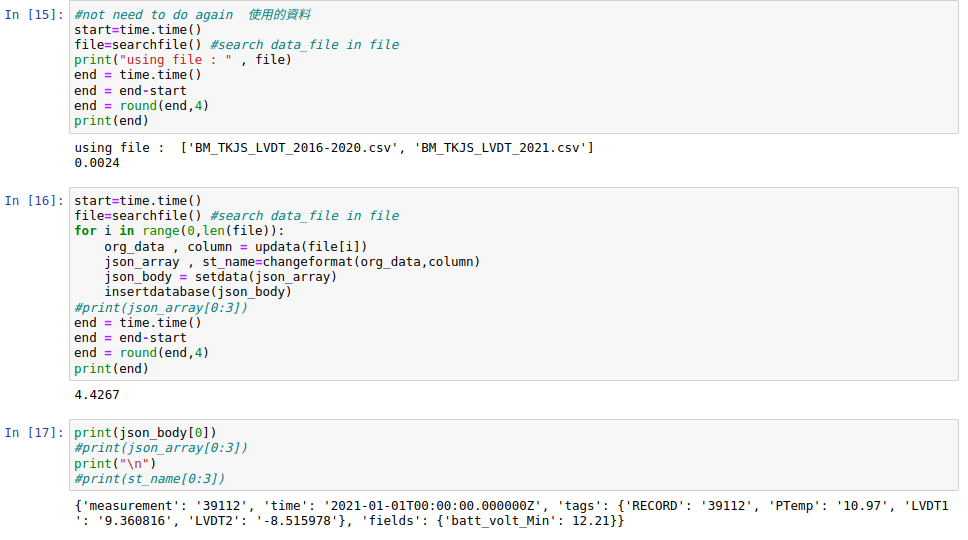 In [15]: #not need to do again  使用的資料
start=time.time()
file=searchfile() #search data_file in file
print("using file : " , file)
end = time.time()
end = end-start
end = round(end,4)
print(end)
using file :  ['BM_TKJS_LVDT_2016-2020.csv', 'BM_TKJS_LVDT_2021.csv']
0.0024
In [16]: start=time.time()
file=searchfile() #search data_file in file
for i in range(0,len(file)):
    org_data , column = updata(file[i])
    json_array , st_name=changeformat(org_data,column)
    json_body = setdata(json_array)
    insertdatabase(json_body)
#print(json_array[0:3])
end = time.time()
end = end-start
end = round(end,4)
print(end)
4.4267
In [17]: print(json_body[0])
#print(json_array[0:3])
print("\n")
#print(st_name[0:3])
{'measurement': '39112', 'time': '2021-01-01T00:00:00.000000Z', 'tags': {'RECORD': '39112', 'PTemp': '10.97', 'LVDT1
': '9.360816', 'LVDT2': '-8.515978'}, 'fields': {'batt_volt_Min': 12.21}}